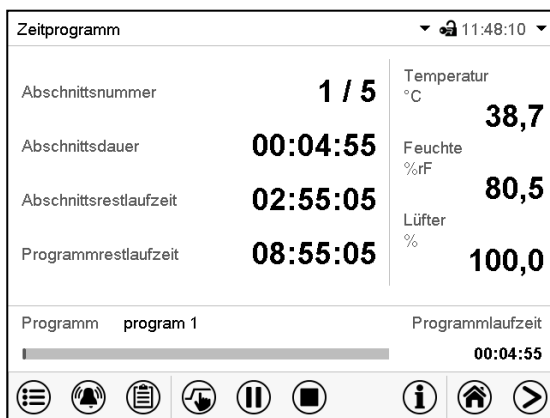 Zeitprogramm 11:48:10
Abschnittsnummer 1 / 5
Abschnittsdauer 00:04:55
Abschnittsrestlaufzeit 02:55:05
Programmrestlaufzeit 08:55:05
Temperatur
°C
38,7
Feuchte
%rF
80,5
Lüfter
%
100,0
Programm program 1
Programmlaufzeit
00:04:55